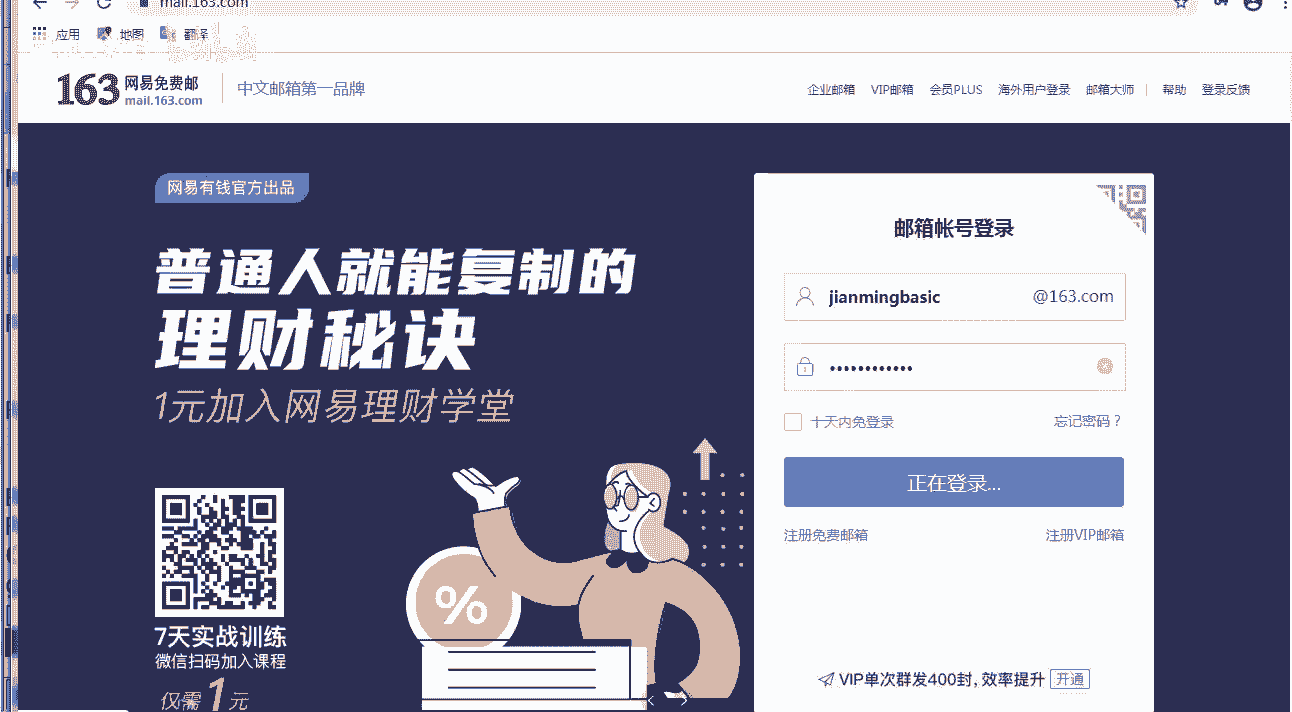 mail.163.com
应用 地图 翻译
163 网易免费邮 mail.163.com 中文邮箱第一品牌
企业邮箱 VIP邮箱 会员PLUS 海外用户登录 邮箱大师 | 帮助 登录反馈
网易有钱官方出品
普通人就能复制的
理财秘诀
1元加入网易理财学堂
7天实战训练
微信扫码加入课程
仅需1元
%
邮箱帐号登录
jianmingbasic @163.com
••••••••••••
十天内免登录 忘记密码？
正在登录...
注册免费邮箱 注册VIP邮箱
VIP单次群发400封，效率提升 开通